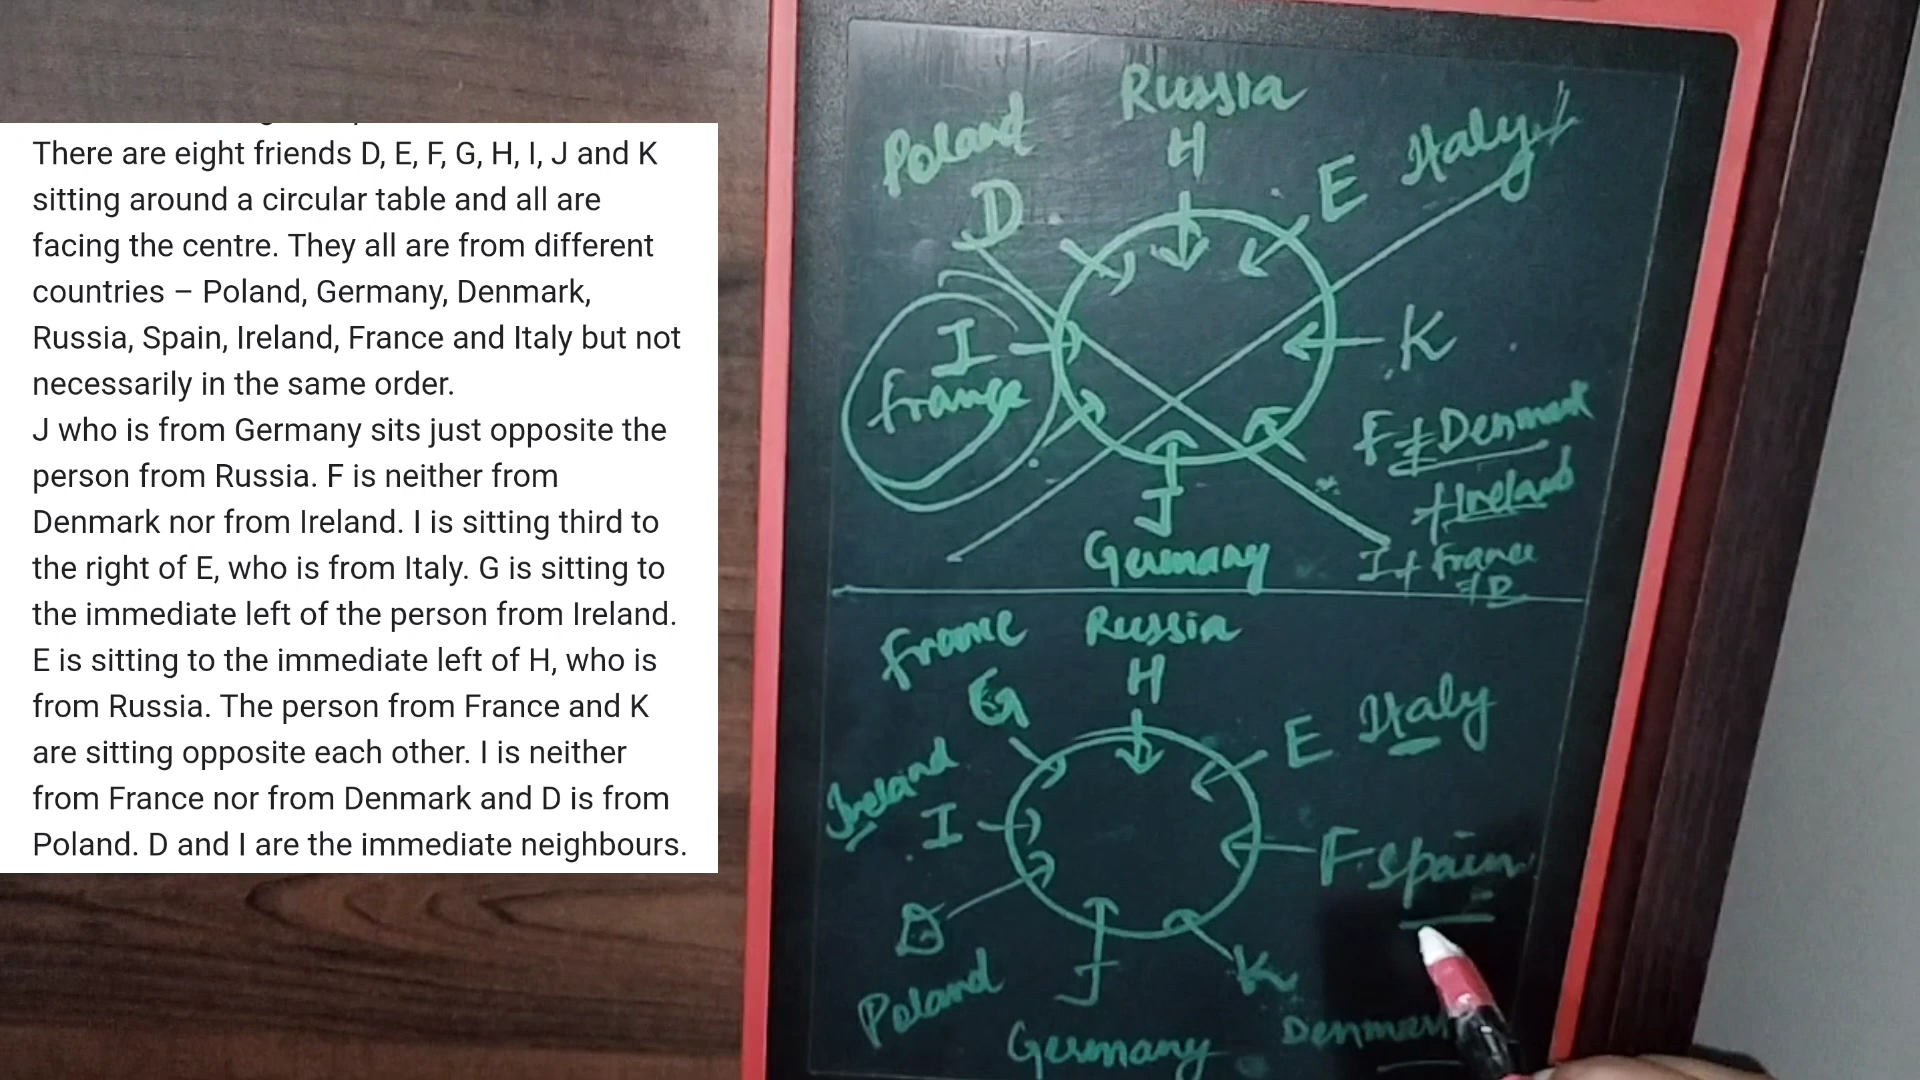 There are eight friends D, E, F, G, H, I, J and K
sitting around a circular table and all are
facing the centre. They all are from different
countries – Poland, Germany, Denmark,
Russia, Spain, Ireland, France and Italy but not
necessarily in the same order.
J who is from Germany sits just opposite the
person from Russia. F is neither from
Denmark nor from Ireland. I is sitting third to
the right of E, who is from Italy. G is sitting to
the immediate left of the person from Ireland.
E is sitting to the immediate left of H, who is
from Russia. The person from France and K
are sitting opposite each other. I is neither
from France nor from Denmark and D is from
Poland. D and I are the immediate neighbours.
Russia
Poland
H
E Italy
D
I
France
K
F ≠ Denmark
≠ Ireland
J
Germany
I ≠ France
≠ D
France
Russia
G
H
E Italy
Ireland
I
F Spain
D
Poland
J
Germany
K
Denmark